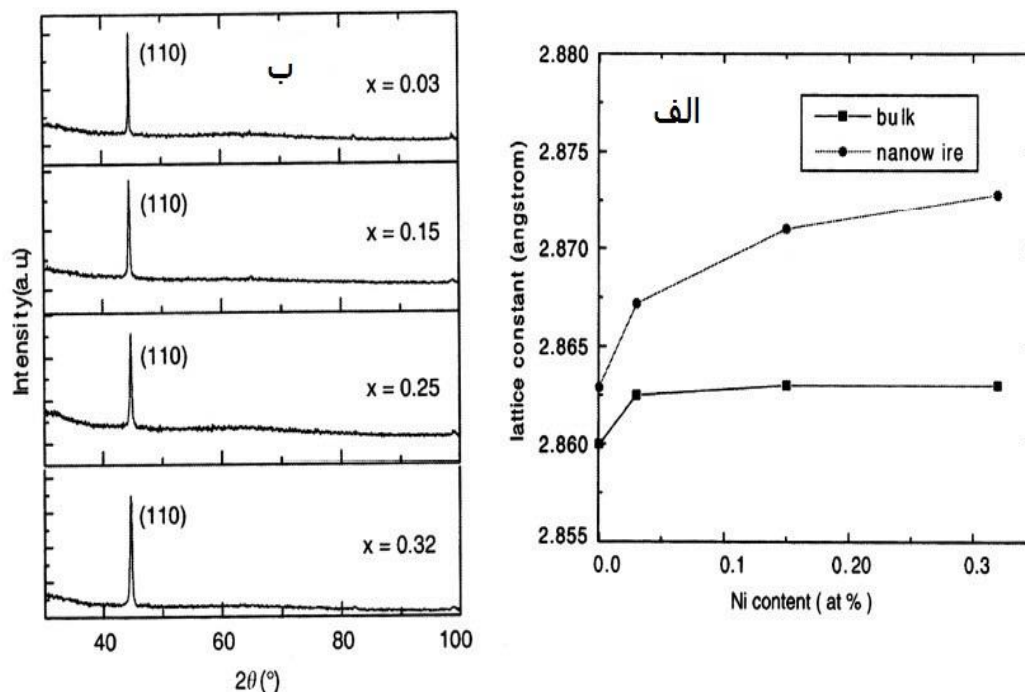 ب
(110)
x = 0.03
(110)
x = 0.15
(110)
x = 0.25
(110)
x = 0.32
Intensity(a.u.)
40
60
80
100
2θ(°)
الف
bulk
nanow ire
2.880
2.875
2.870
2.865
2.860
2.855
lattice constant (angstrom)
0.0
0.1
0.20
0.3
Ni content ( at % )